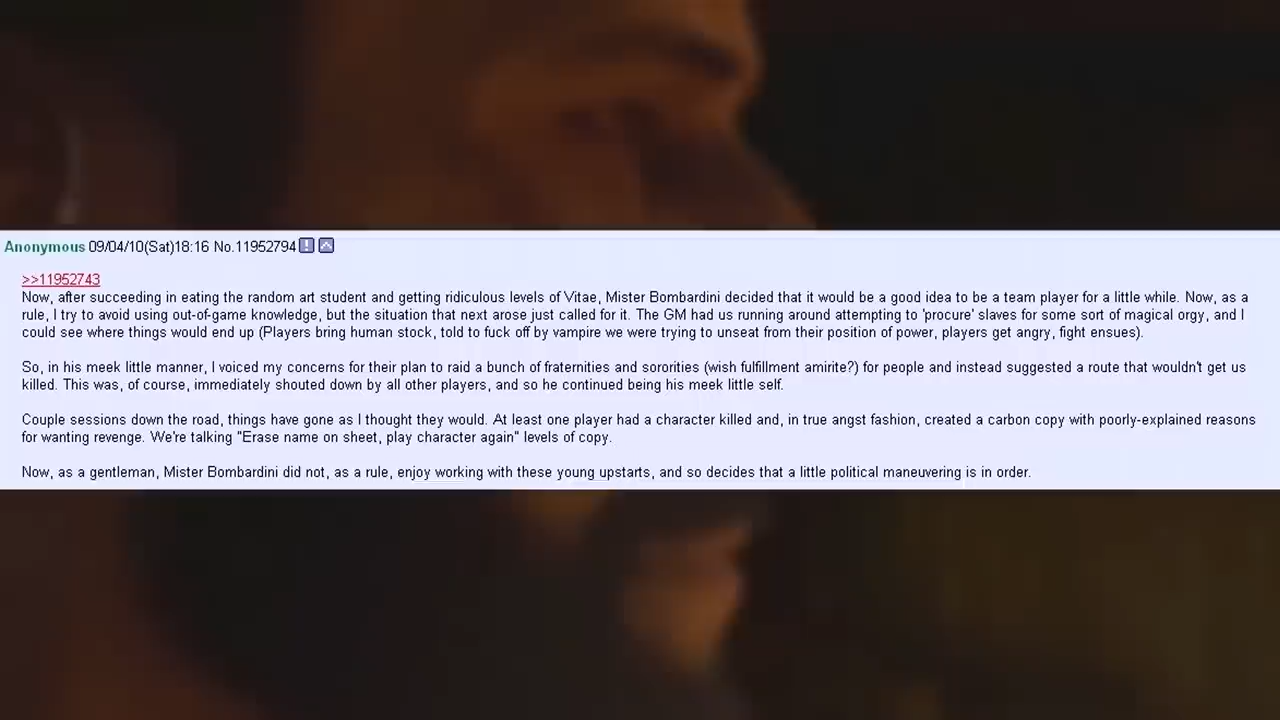 Anonymous 09/04/10(Sat)18:16 No.11952794
>>11952743
Now, after succeeding in eating the random art student and getting ridiculous levels of Vitae, Mister Bombardini decided that it would be a good idea to be a team player for a little while. Now, as a
rule, I try to avoid using out-of-game knowledge, but the situation that next arose just called for it. The GM had us running around attempting to 'procure' slaves for some sort of magical orgy, and I
could see where things would end up (Players bring human stock, told to fuck off by vampire we were trying to unseat from their position of power, players get angry, fight ensues).
So, in his meek little manner, I voiced my concerns for their plan to raid a bunch of fraternities and sororities (wish fulfillment amirite?) for people and instead suggested a route that wouldn't get us
killed. This was, of course, immediately shouted down by all other players, and so he continued being his meek little self.
Couple sessions down the road, things have gone as I thought they would. At least one player had a character killed and, in true angst fashion, created a carbon copy with poorly-explained reasons
for wanting revenge. We're talking "Erase name on sheet, play character again" levels of copy.
Now, as a gentleman, Mister Bombardini did not, as a rule, enjoy working with these young upstarts, and so decides that a little political maneuvering is in order.